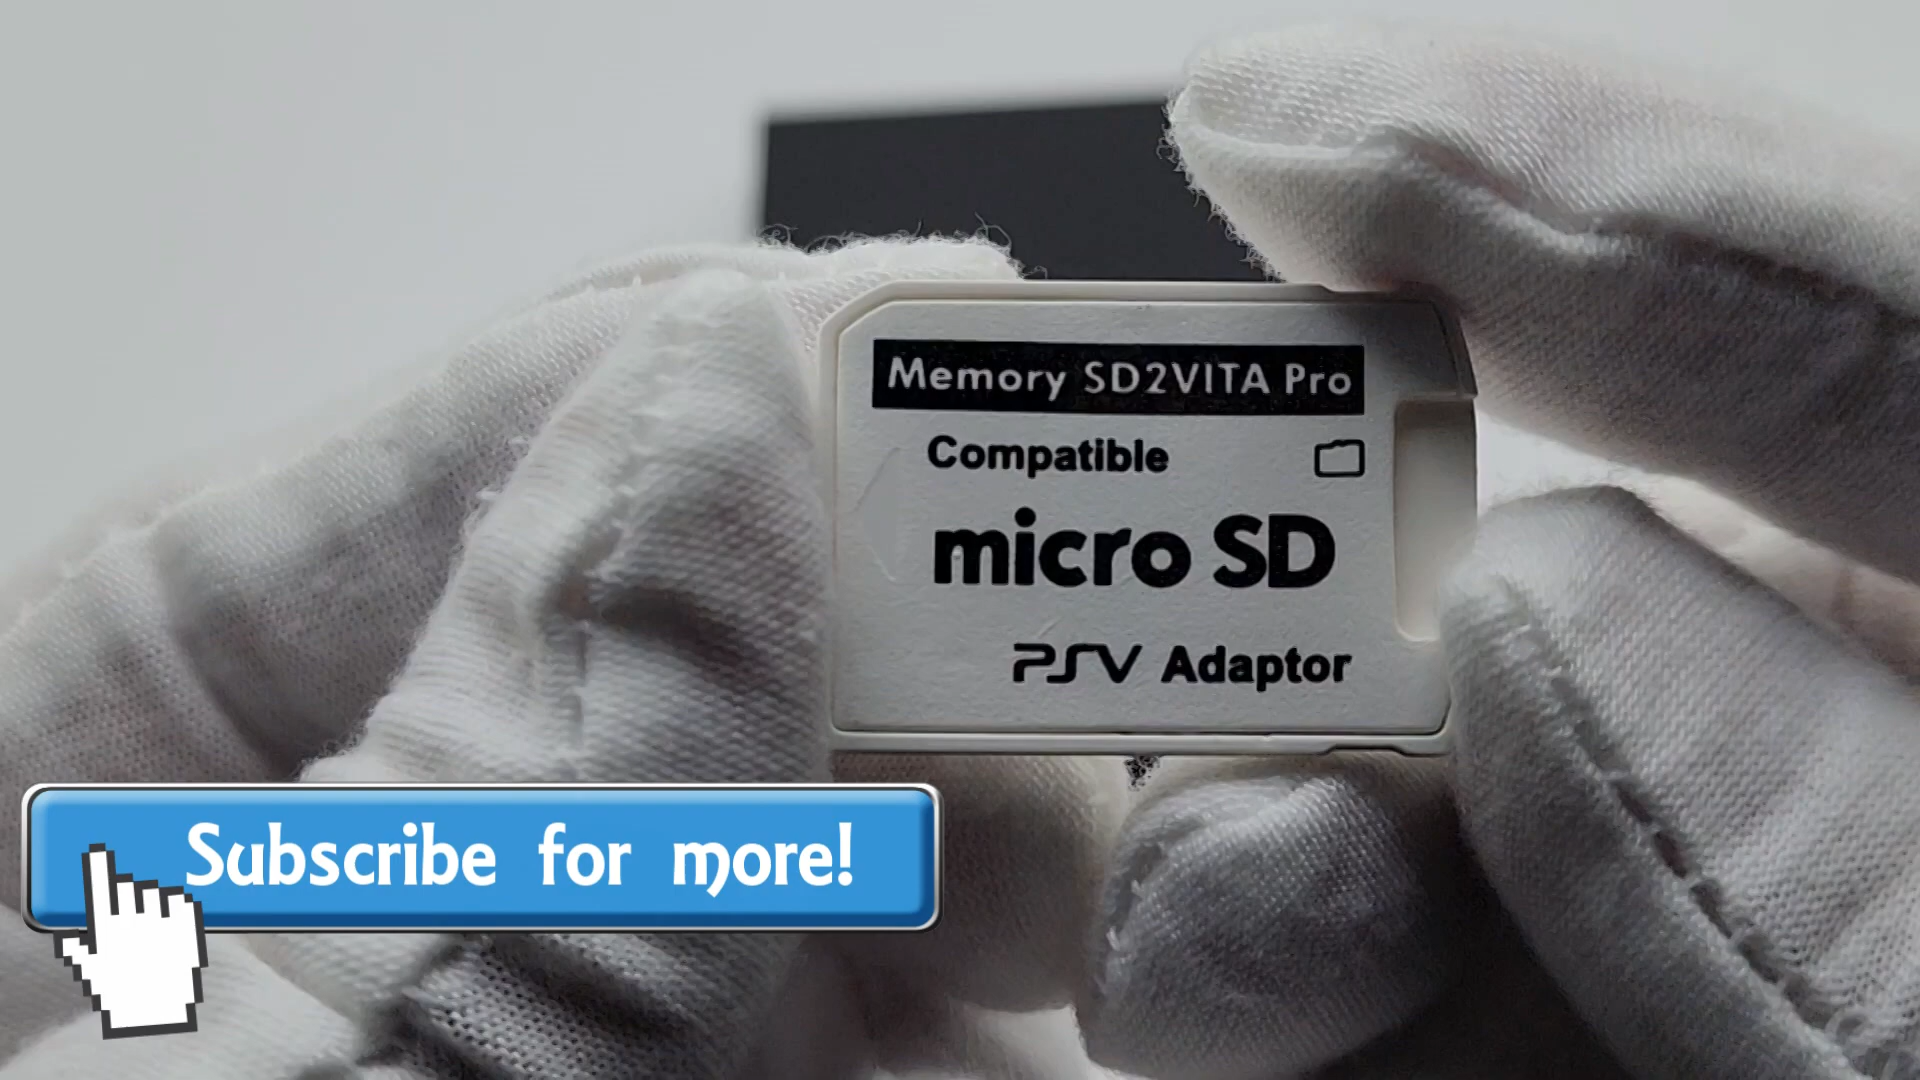 Memory SD2VITA Pro
Compatible
micro SD
PSV Adaptor
Subscribe for more!